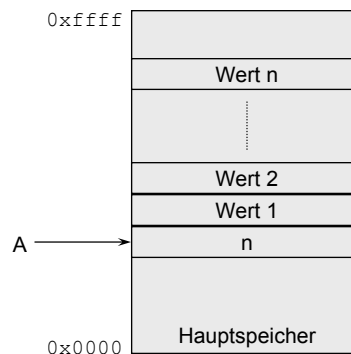 0xffff
Wert n
Wert 2
Wert 1
A
n
Hauptspeicher
0x0000